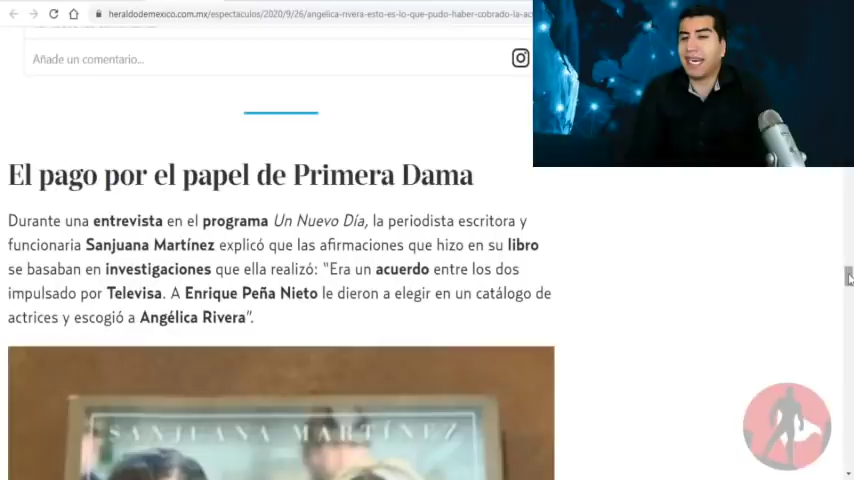 heraldodemexico.com.mx/espectaculos/2020/9/26/angelica-rivera-esto-es-lo-que-pudo-haber-cobrado-la-ac
Añade un comentario...
El pago por el papel de Primera Dama
Durante una entrevista en el programa Un Nuevo Día, la periodista escritora y
funcionaria Sanjuana Martínez explicó que las afirmaciones que hizo en su libro
se basaban en investigaciones que ella realizó: “Era un acuerdo entre los dos
impulsado por Televisa. A Enrique Peña Nieto le dieron a elegir en un catálogo de
actrices y escogió a Angélica Rivera”.
SANJUANA MARTÍNEZ